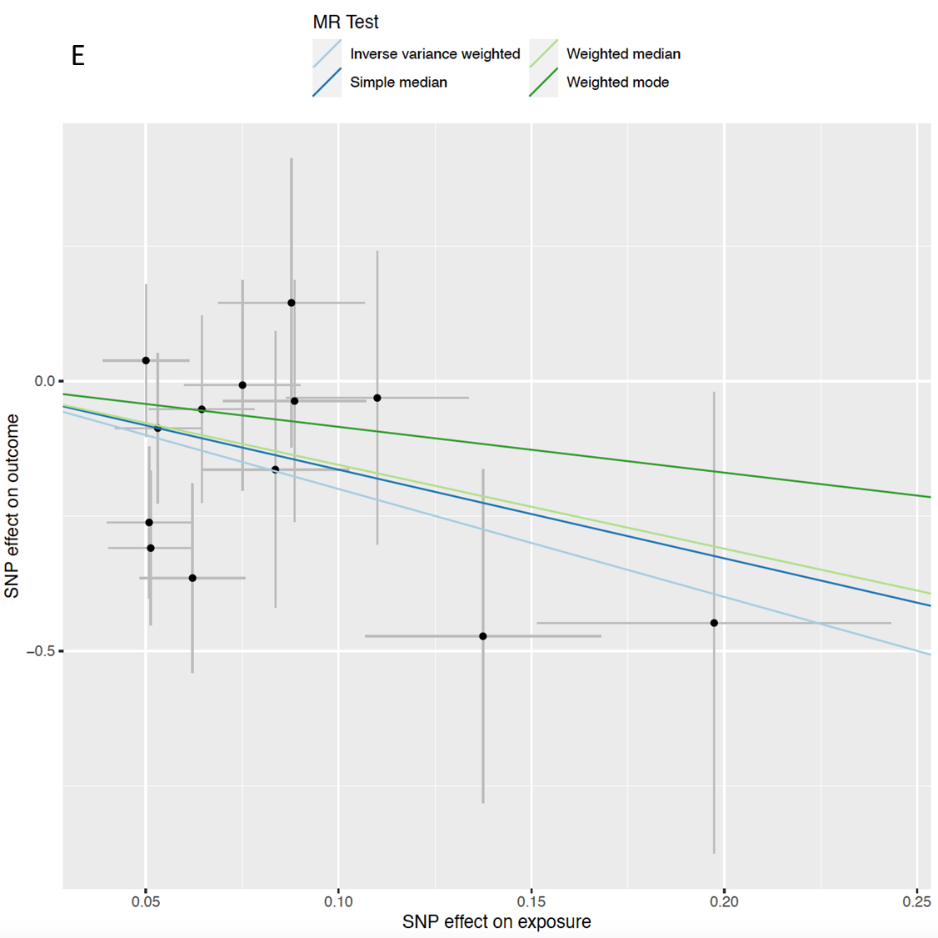 E
MR Test
Inverse variance weighted
Weighted median
Simple median
Weighted mode
SNP effect on outcome
0.0
−0.5
0.05
0.10
0.15
0.20
0.25
SNP effect on exposure